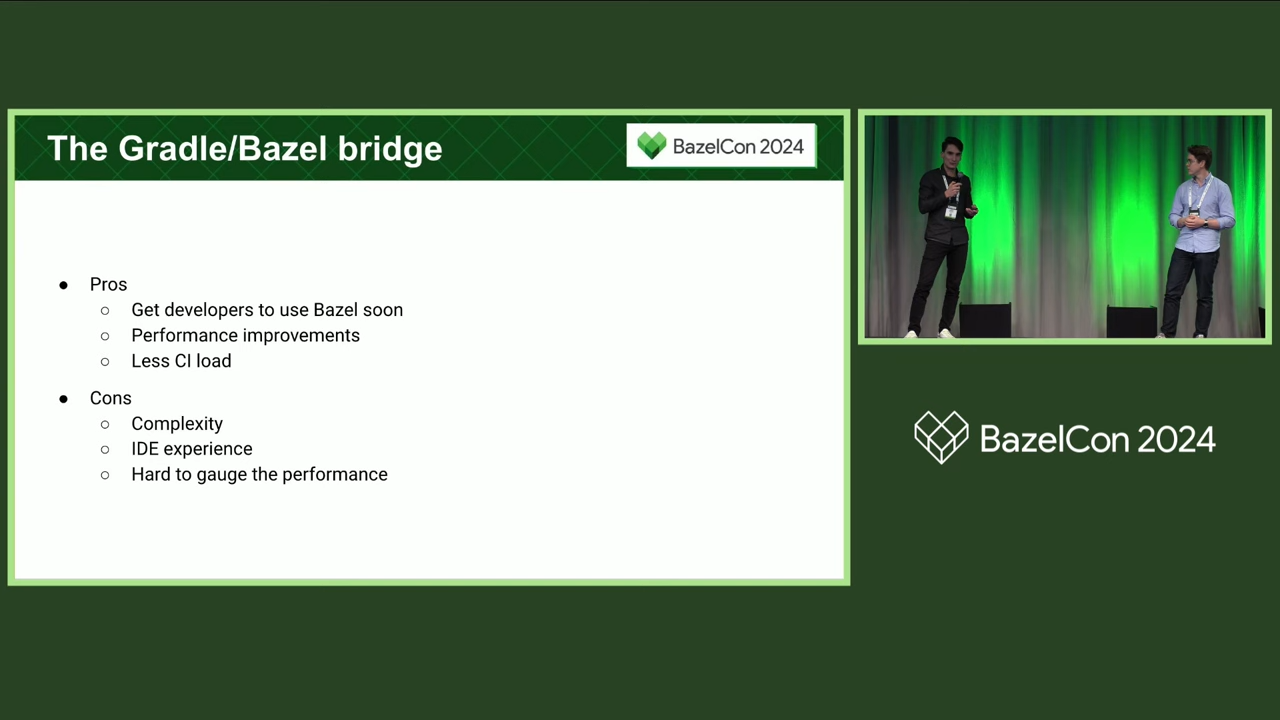 The Gradle/Bazel bridge
BazelCon 2024
● Pros
○ Get developers to use Bazel soon
○ Performance improvements
○ Less CI load
● Cons
○ Complexity
○ IDE experience
○ Hard to gauge the performance
BazelCon 2024